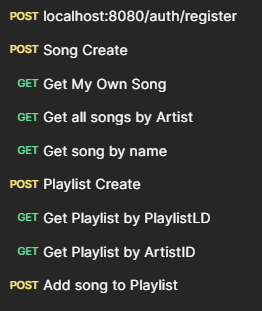 POST localhost:8080/auth/register
POST Song Create
GET Get My Own Song
GET Get all songs by Artist
GET Get song by name
POST Playlist Create
GET Get Playlist by PlaylistLD
GET Get Playlist by ArtistID
POST Add song to Playlist